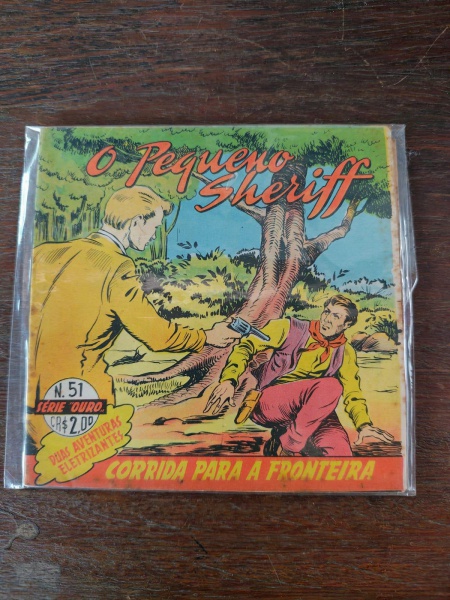 O Pequeno
Sheriff
N. 51
SÉRIE OURO.
CR$ 2,00
DUAS AVENTURAS
ELETRIZANTES
CORRIDA PARA A FRONTEIRA